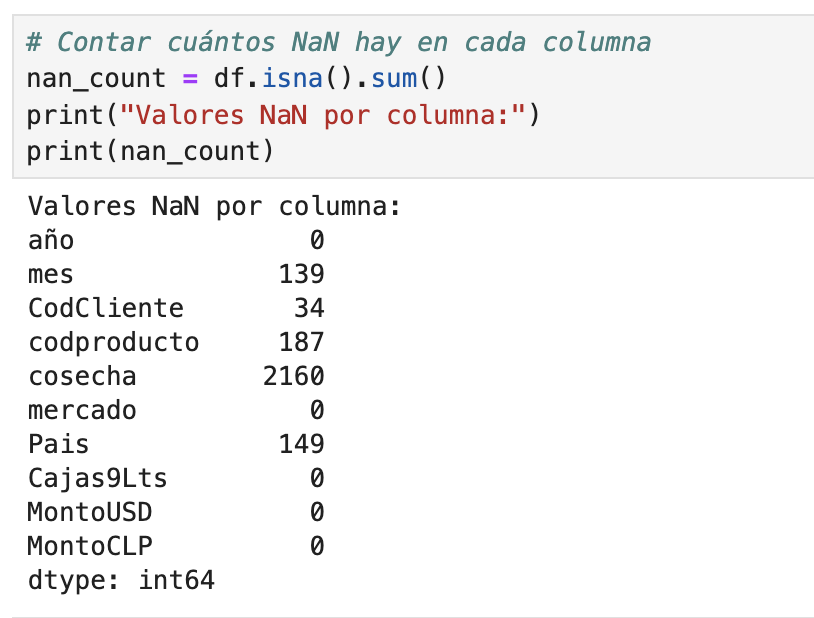 # Contar cuántos NaN hay en cada columna
nan_count = df.isna().sum()
print("Valores NaN por columna:")
print(nan_count)
Valores NaN por columna:
año               0
mes             139
CodCliente       34
codproducto     187
cosecha        2160
mercado           0
Pais            149
Cajas9Lts         0
MontoUSD          0
MontoCLP          0
dtype: int64